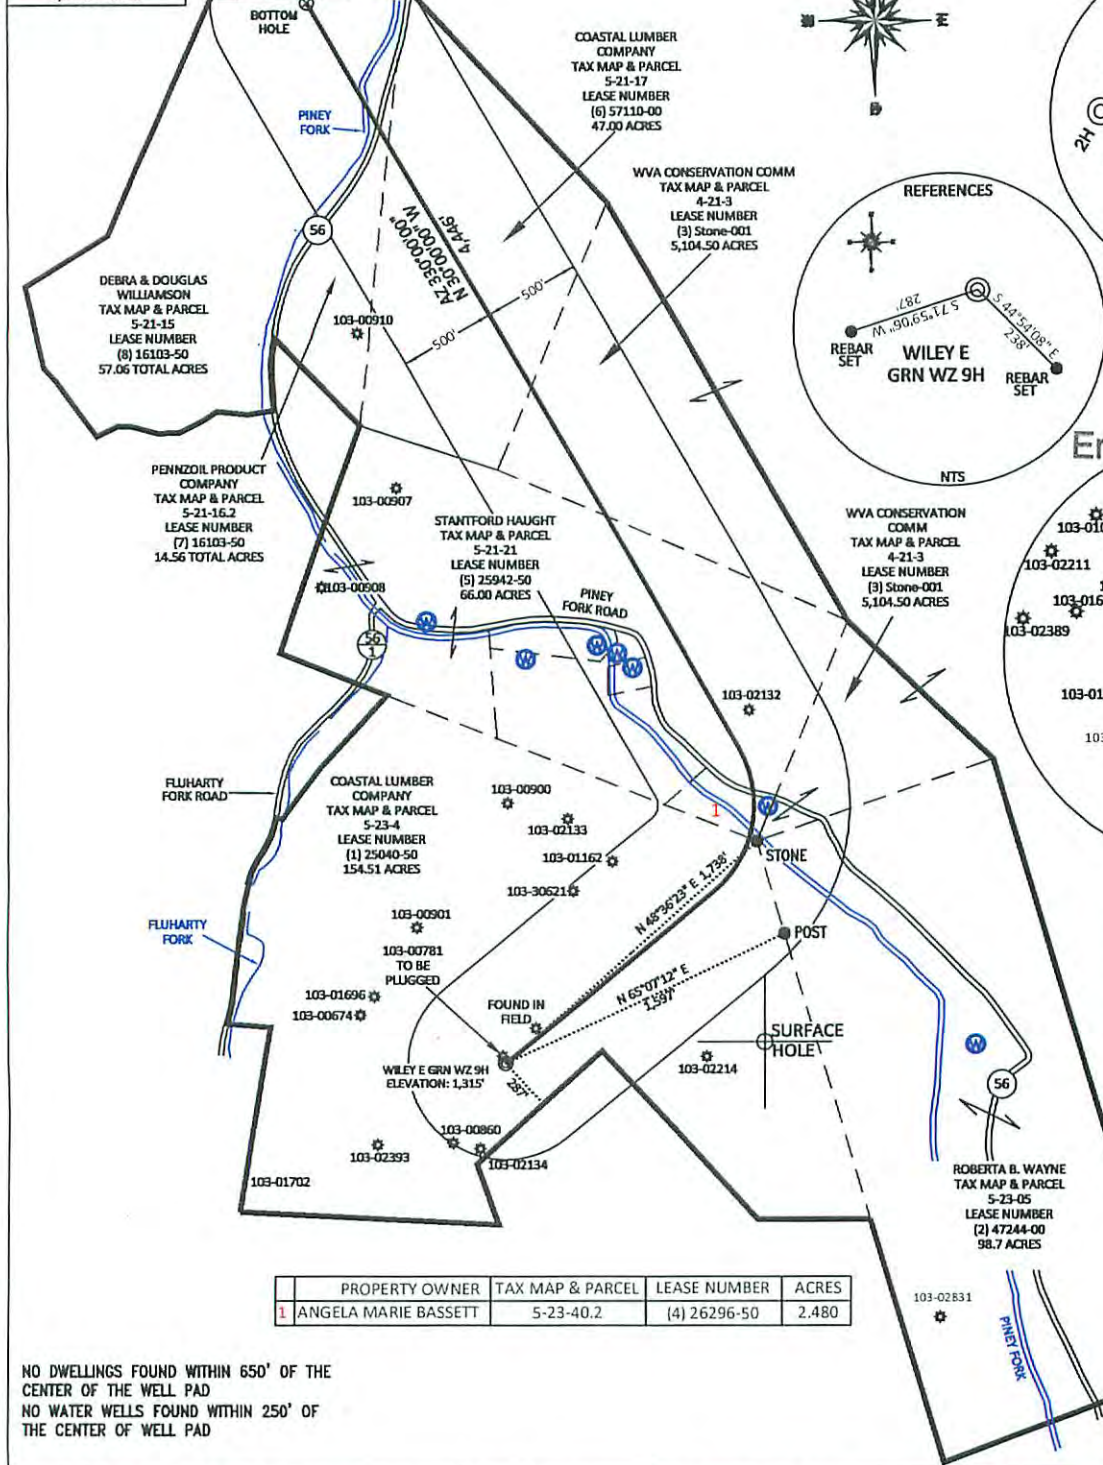 BOTTOM
HOLE
PINEY
FORK
COASTAL LUMBER
COMPANY
TAX MAP & PARCEL
5-21-17
LEASE NUMBER
(6) 57110-00
47.00 ACRES
E
WVA CONSERVATION COMM
TAX MAP & PARCEL
4-21-3
LEASE NUMBER
(3) Stone-001
5,104.50 ACRES
2H
REFERENCES
287'
S 71°59'06" W
S 44°54'08" E
238'
REBAR
SET
WILEY E
GRN WZ 9H
REBAR
SET
NTS
56
AZ 330°00'00"
N 30°00'00" W
4,446'
500'
500'
DEBRA & DOUGLAS
WILLIAMSON
TAX MAP & PARCEL
5-21-15
LEASE NUMBER
(8) 16103-50
57.06 TOTAL ACRES
103-00910
PENNZOIL PRODUCT
COMPANY
TAX MAP & PARCEL
5-21-16.2
LEASE NUMBER
(7) 16103-50
14.56 TOTAL ACRES
103-00907
STANTFORD HAUGHT
TAX MAP & PARCEL
5-21-21
LEASE NUMBER
(5) 25942-50
66.00 ACRES
WVA CONSERVATION
COMM
TAX MAP & PARCEL
4-21-3
LEASE NUMBER
(3) Stone-001
5,104.50 ACRES
103-02211
103-02389
103-01
103-00908
PINEY
FORK ROAD
W
W
W
W
W
56
1
103-02132
FLUHARTY
FORK ROAD
COASTAL LUMBER
COMPANY
TAX MAP & PARCEL
5-23-4
LEASE NUMBER
(1) 25040-50
154.51 ACRES
103-00900
103-02133
103-01162
103-30621
1
W
STONE
N 48°36'23" E 1,738'
POST
N 65°07'12" E
1,597'
FLUHARTY
FORK
103-00901
103-00781
TO BE
PLUGGED
103-01696
103-00674
FOUND IN
FIELD
SURFACE
HOLE
W
WILEY E GRN WZ 9H
ELEVATION: 1,315'
287'
103-02214
56
103-00860
103-02393
103-02134
103-01702
ROBERTA B. WAYNE
TAX MAP & PARCEL
5-23-05
LEASE NUMBER
(2) 47244-00
98.7 ACRES
PROPERTY OWNER TAX MAP & PARCEL LEASE NUMBER ACRES
1 ANGELA MARIE BASSETT 5-23-40.2 (4) 26296-50 2.480
103-02831
PINEY FORK
NO DWELLINGS FOUND WITHIN 650' OF THE
CENTER OF THE WELL PAD
NO WATER WELLS FOUND WITHIN 250' OF
THE CENTER OF WELL PAD